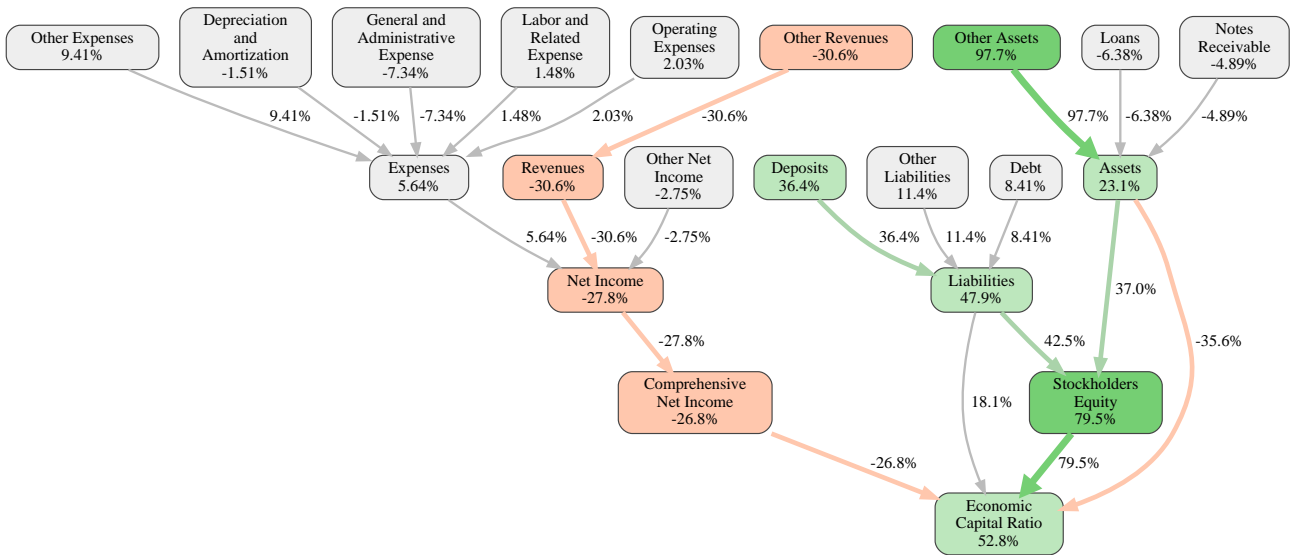 Other Expenses
9.41%
Depreciation
and
Amortization
-1.51%
General and
Administrative
Expense
-7.34%
Labor and
Related
Expense
1.48%
Operating
Expenses
2.03%
Other Revenues
-30.6%
Other Assets
97.7%
Loans
-6.38%
Notes
Receivable
-4.89%
9.41%
-1.51%
-7.34%
1.48%
2.03%
-30.6%
97.7%
-6.38%
-4.89%
Expenses
5.64%
Revenues
-30.6%
Other Net
Income
-2.75%
Deposits
36.4%
Other
Liabilities
11.4%
Debt
8.41%
Assets
23.1%
5.64%
-30.6%
-2.75%
36.4%
11.4%
8.41%
Net Income
-27.8%
Liabilities
47.9%
37.0%
-27.8%
42.5%
-35.6%
Comprehensive
Net Income
-26.8%
18.1%
Stockholders
Equity
79.5%
-26.8%
79.5%
Economic
Capital Ratio
52.8%